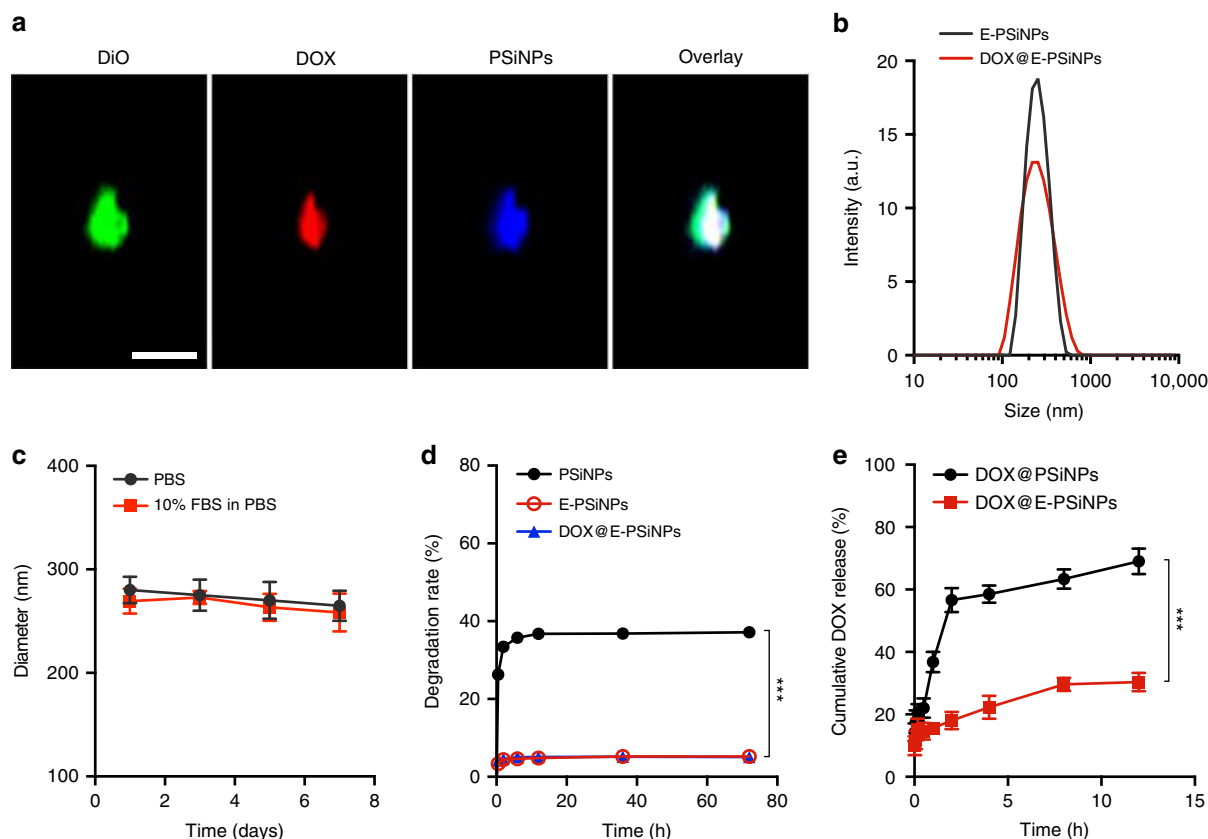 a
DiO DOX PSiNPs Overlay
b
E-PSiNPs
DOX@E-PSiNPs
20
15
10
5
0
Intensity (a.u.)
10 100 1000 10,000
Size (nm)
c
PBS
10% FBS in PBS
400
300
200
100
Diameter (nm)
0 2 4 6 8
Time (days)
d
PSiNPs
E-PSiNPs
DOX@E-PSiNPs
80
60
40
20
0
Degradation rate (%)
***
0 20 40 60 80
Time (h)
e
DOX@PSiNPs
DOX@E-PSiNPs
100
80
60
40
20
0
Cumulative DOX release (%)
***
0 5 10 15
Time (h)